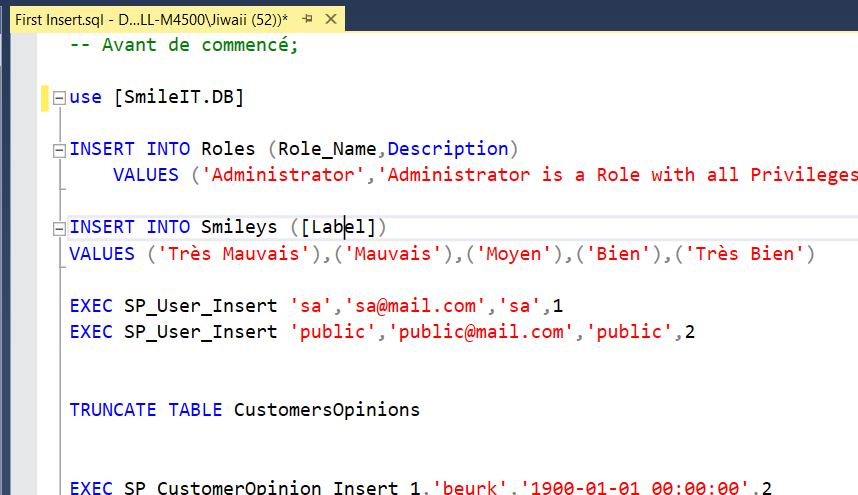 First Insert.sql - D...LL-M4500\Jiwaii (52))*
-- Avant de commencé;
use [SmileIT.DB]
INSERT INTO Roles (Role_Name,Description)
VALUES ('Administrator','Administrator is a Role with all Privileges
INSERT INTO Smileys ([Label])
VALUES ('Très Mauvais'),('Mauvais'),('Moyen'),('Bien'),('Très Bien')
EXEC SP_User_Insert 'sa','sa@mail.com','sa',1
EXEC SP_User_Insert 'public','public@mail.com','public',2
TRUNCATE TABLE CustomersOpinions
EXEC SP_CustomerOpinion_Insert 1,'beurk','1900-01-01 00:00:00',2